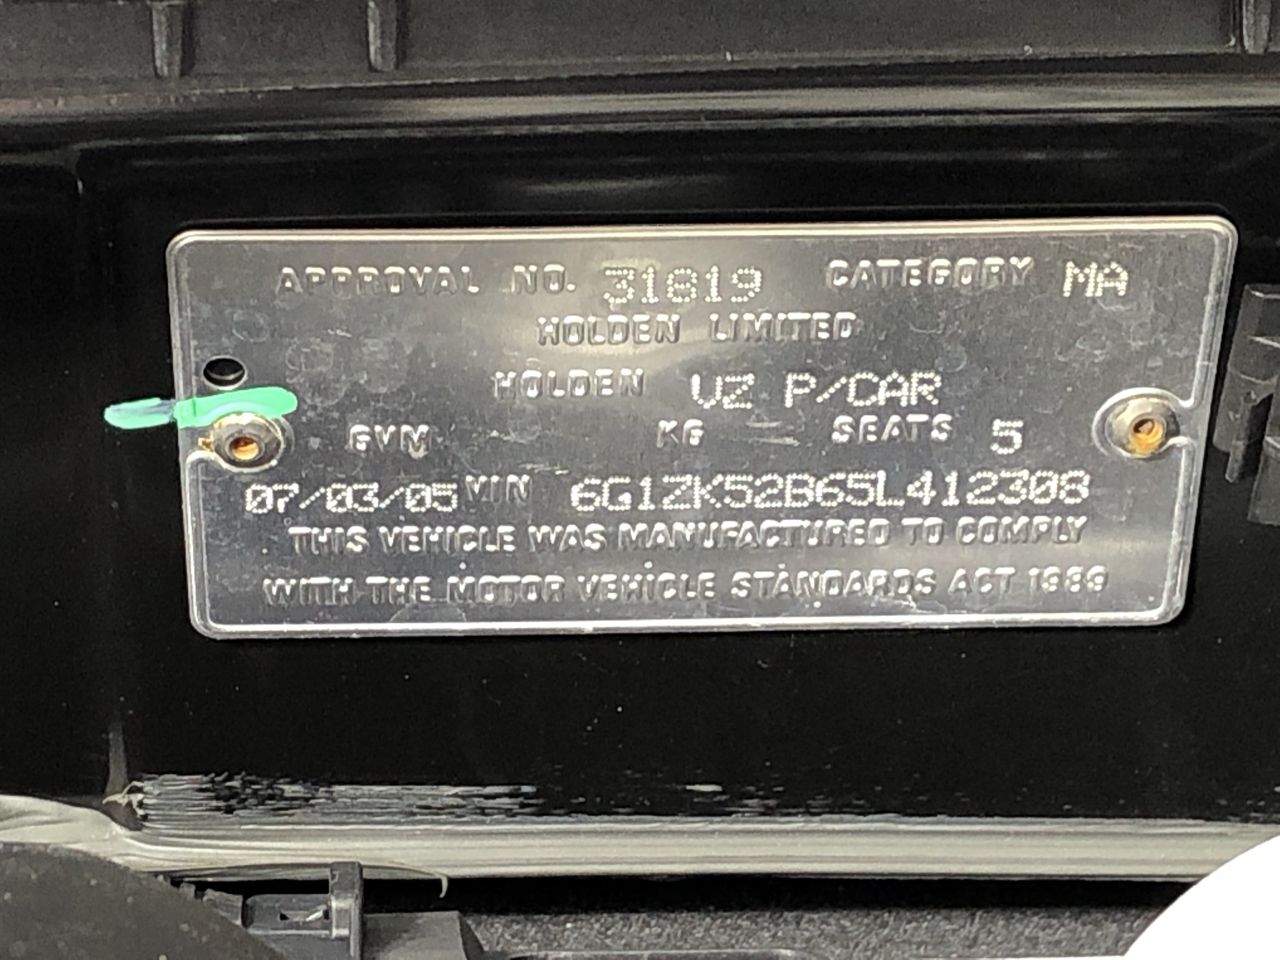 APPROVAL NO. 31819 CATEGORY MA
HOLDEN LIMITED
HOLDEN VZ P/CAR
GVM KG SEATS 5
07/03/05 VIN 6G1ZK52B65L412308
THIS VEHICLE WAS MANUFACTURED TO COMPLY
WITH THE MOTOR VEHICLE STANDARDS ACT 1989